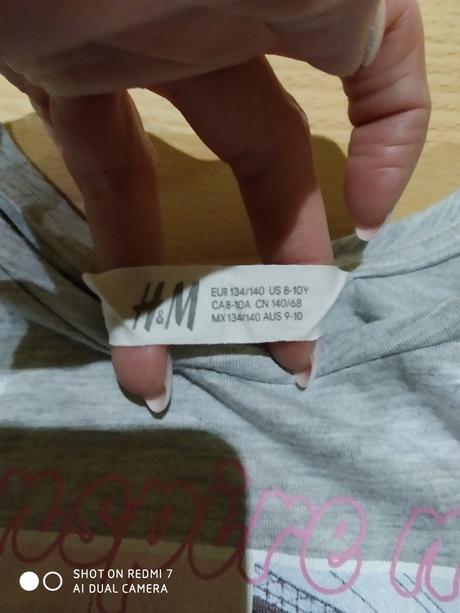 H&M
EUR 134/140 US 8-10Y
CA 8-10A CN 140/68
MX 134/140 AUS 9-10
nspire
SHOT ON REDMI 7
AI DUAL CAMERA